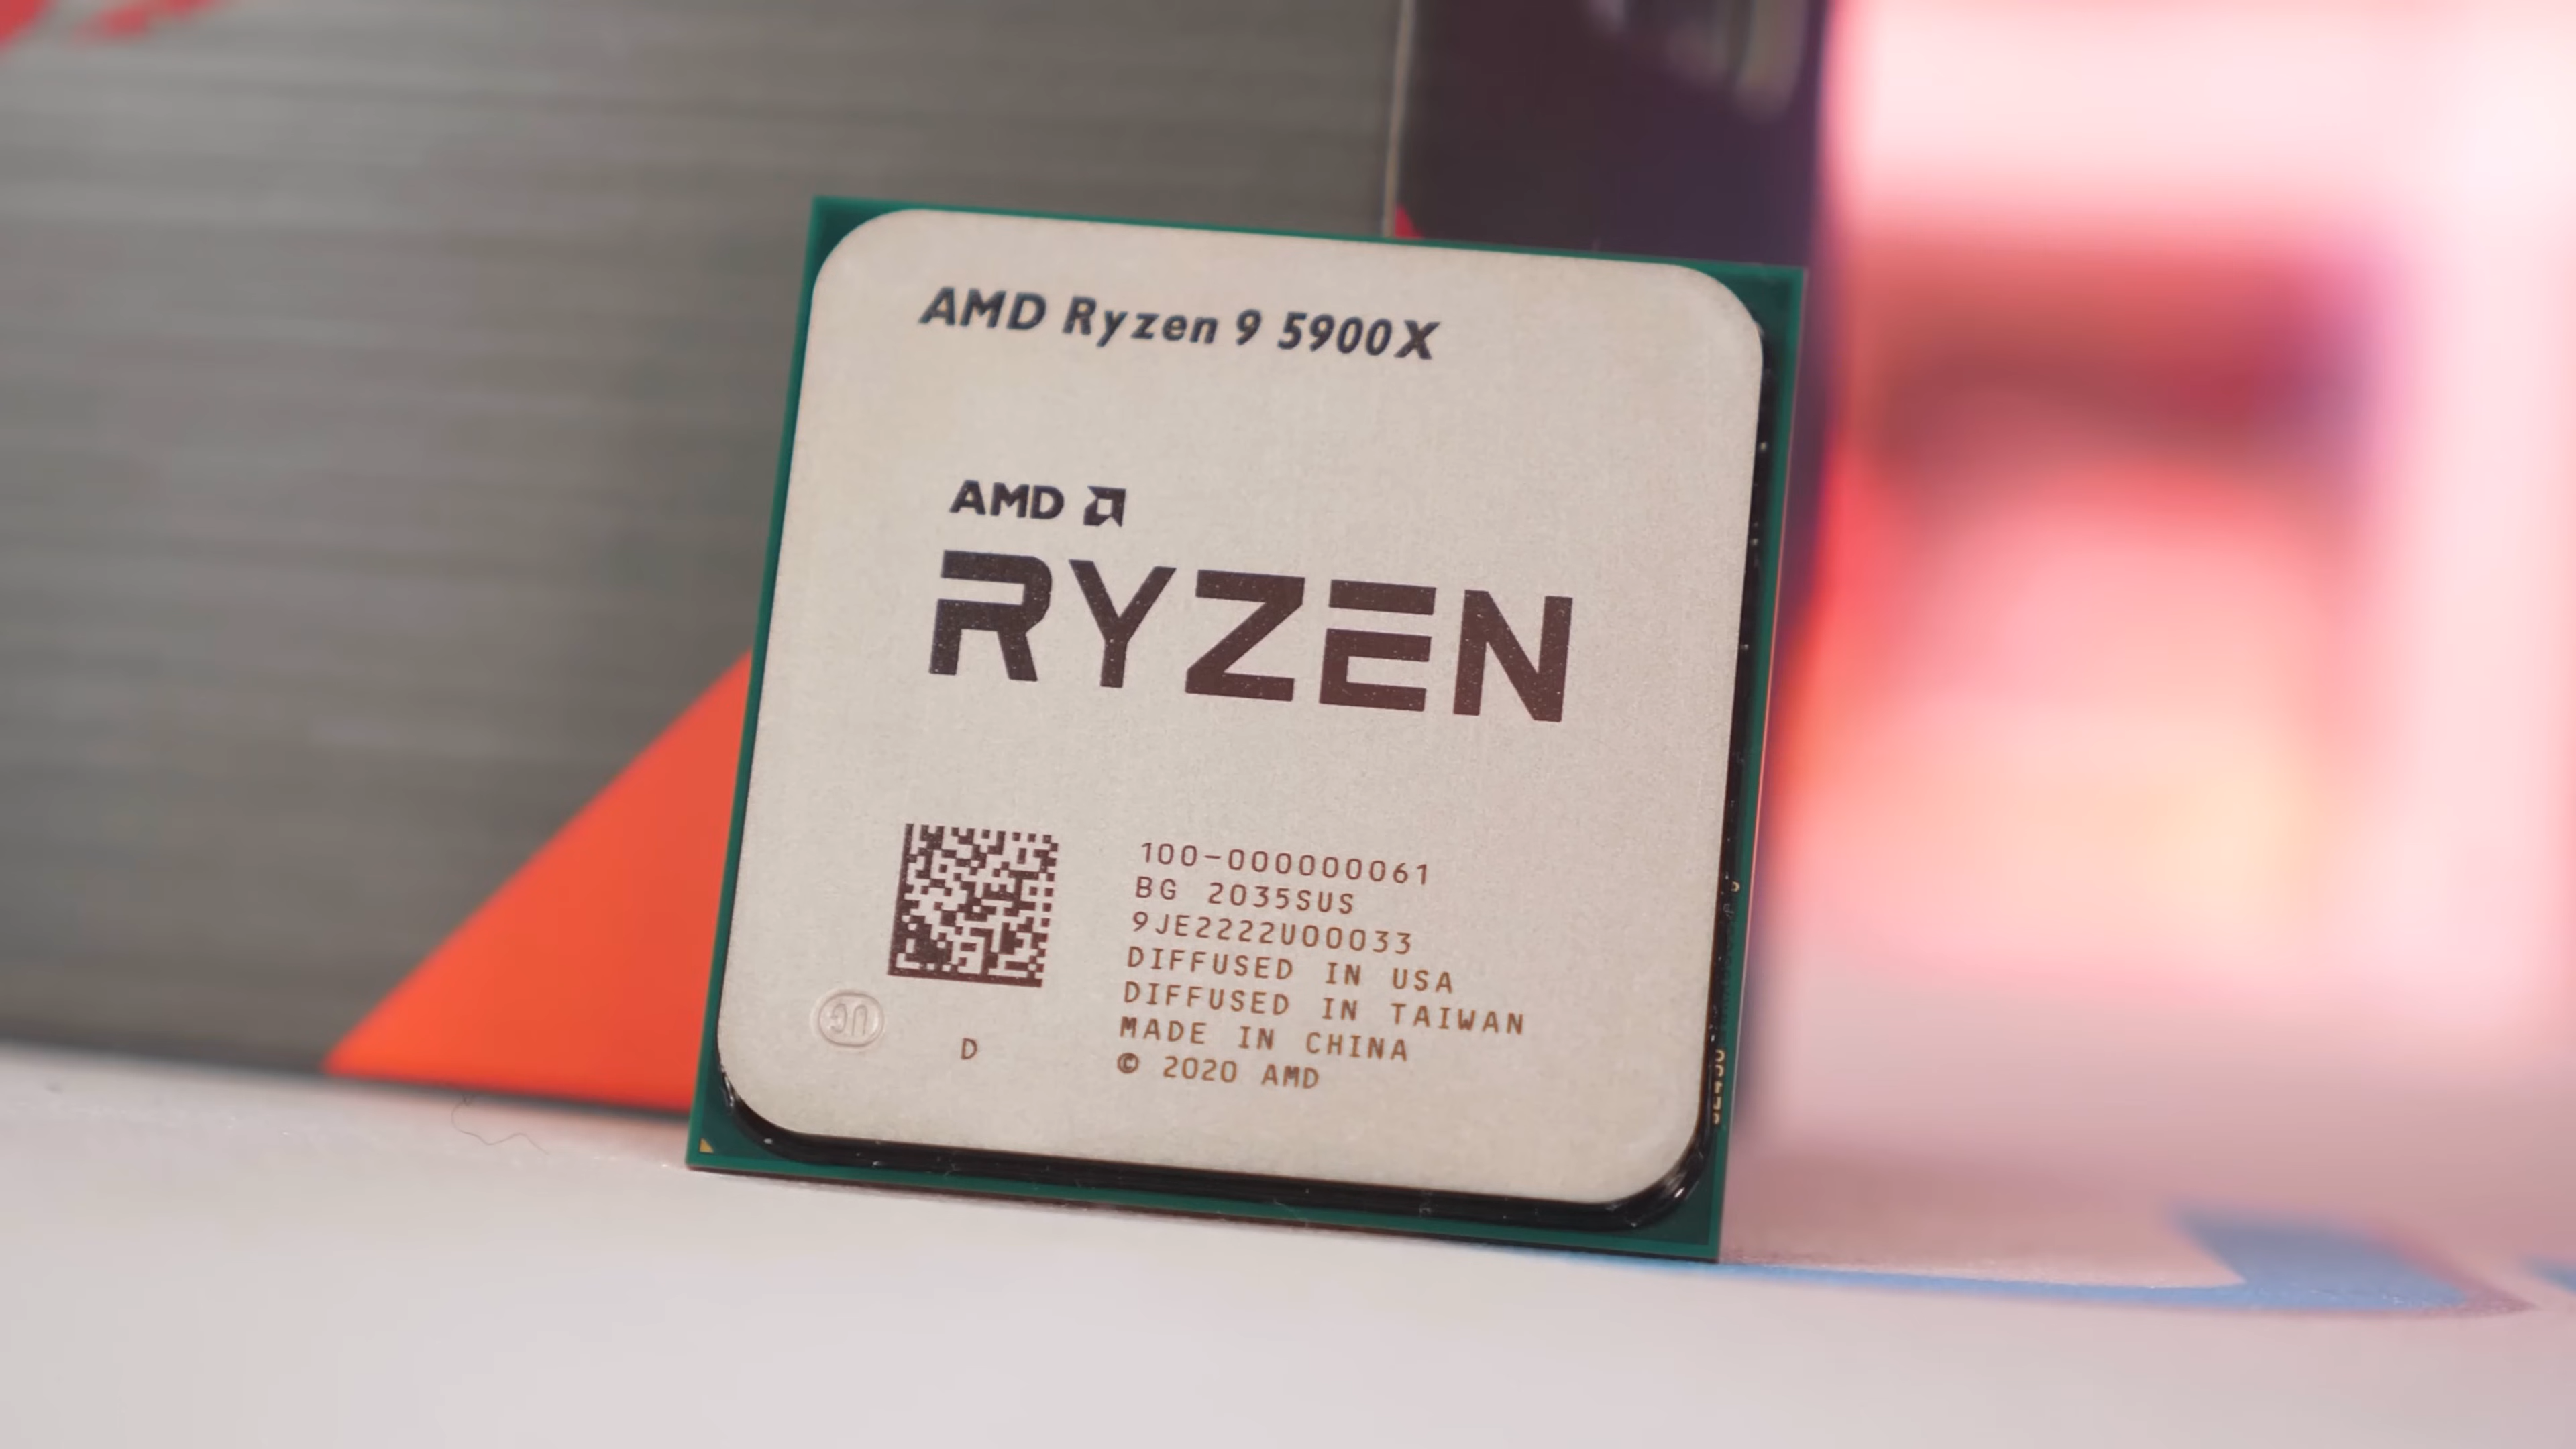 AMD Ryzen 9 5900X
AMD
RYZEN
100-000000061
BG 2035SUS
9JE2222U00033
DIFFUSED IN USA
DIFFUSED IN TAIWAN
MADE IN CHINA
© 2020 AMD
D